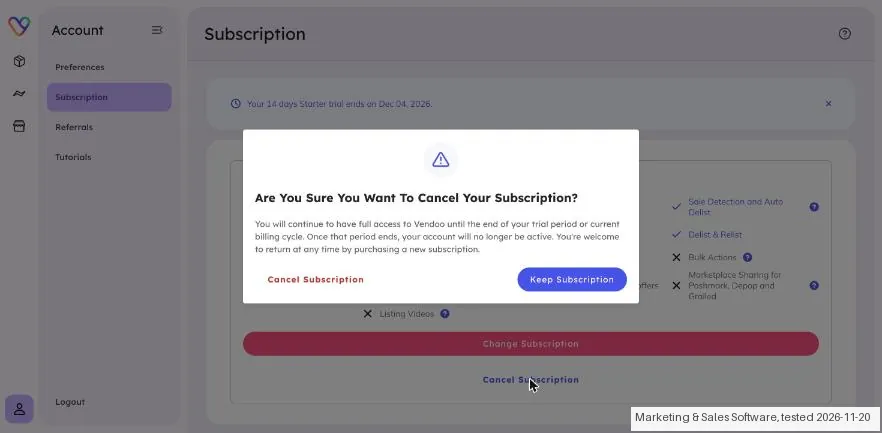 Account
Subscription
Preferences
Subscription
Referrals
Tutorials
Logout
Your 14 days Starter trial ends on Dec 04, 2026.
Are You Sure You Want To Cancel Your Subscription?
You will continue to have full access to Vendoo until the end of your trial period or current
billing cycle. Once that period ends, your account will no longer be active. You're welcome
to return at any time by purchasing a new subscription.
Cancel Subscription
Keep Subscription
Sale Detection and Auto
Delist
Delist & Relist
Bulk Actions
Marketplace Sharing for
Poshmark, Depop and
Grailed
offers
Listing Videos
Change Subscription
Cancel Subscription
Marketing & Sales Software, tested 2026-11-20